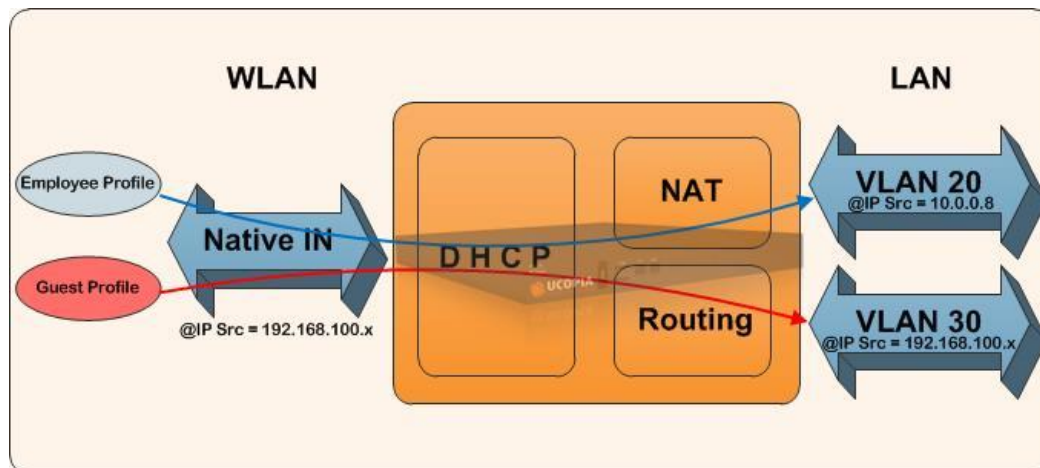 WLAN
LAN
Employee Profile
Guest Profile
Native IN
@IP Src = 192.168.100.x
D H C P
UCOPIA
NAT
Routing
VLAN 20
@IP Src = 10.0.0.8
VLAN 30
@IP Src = 192.168.100.x